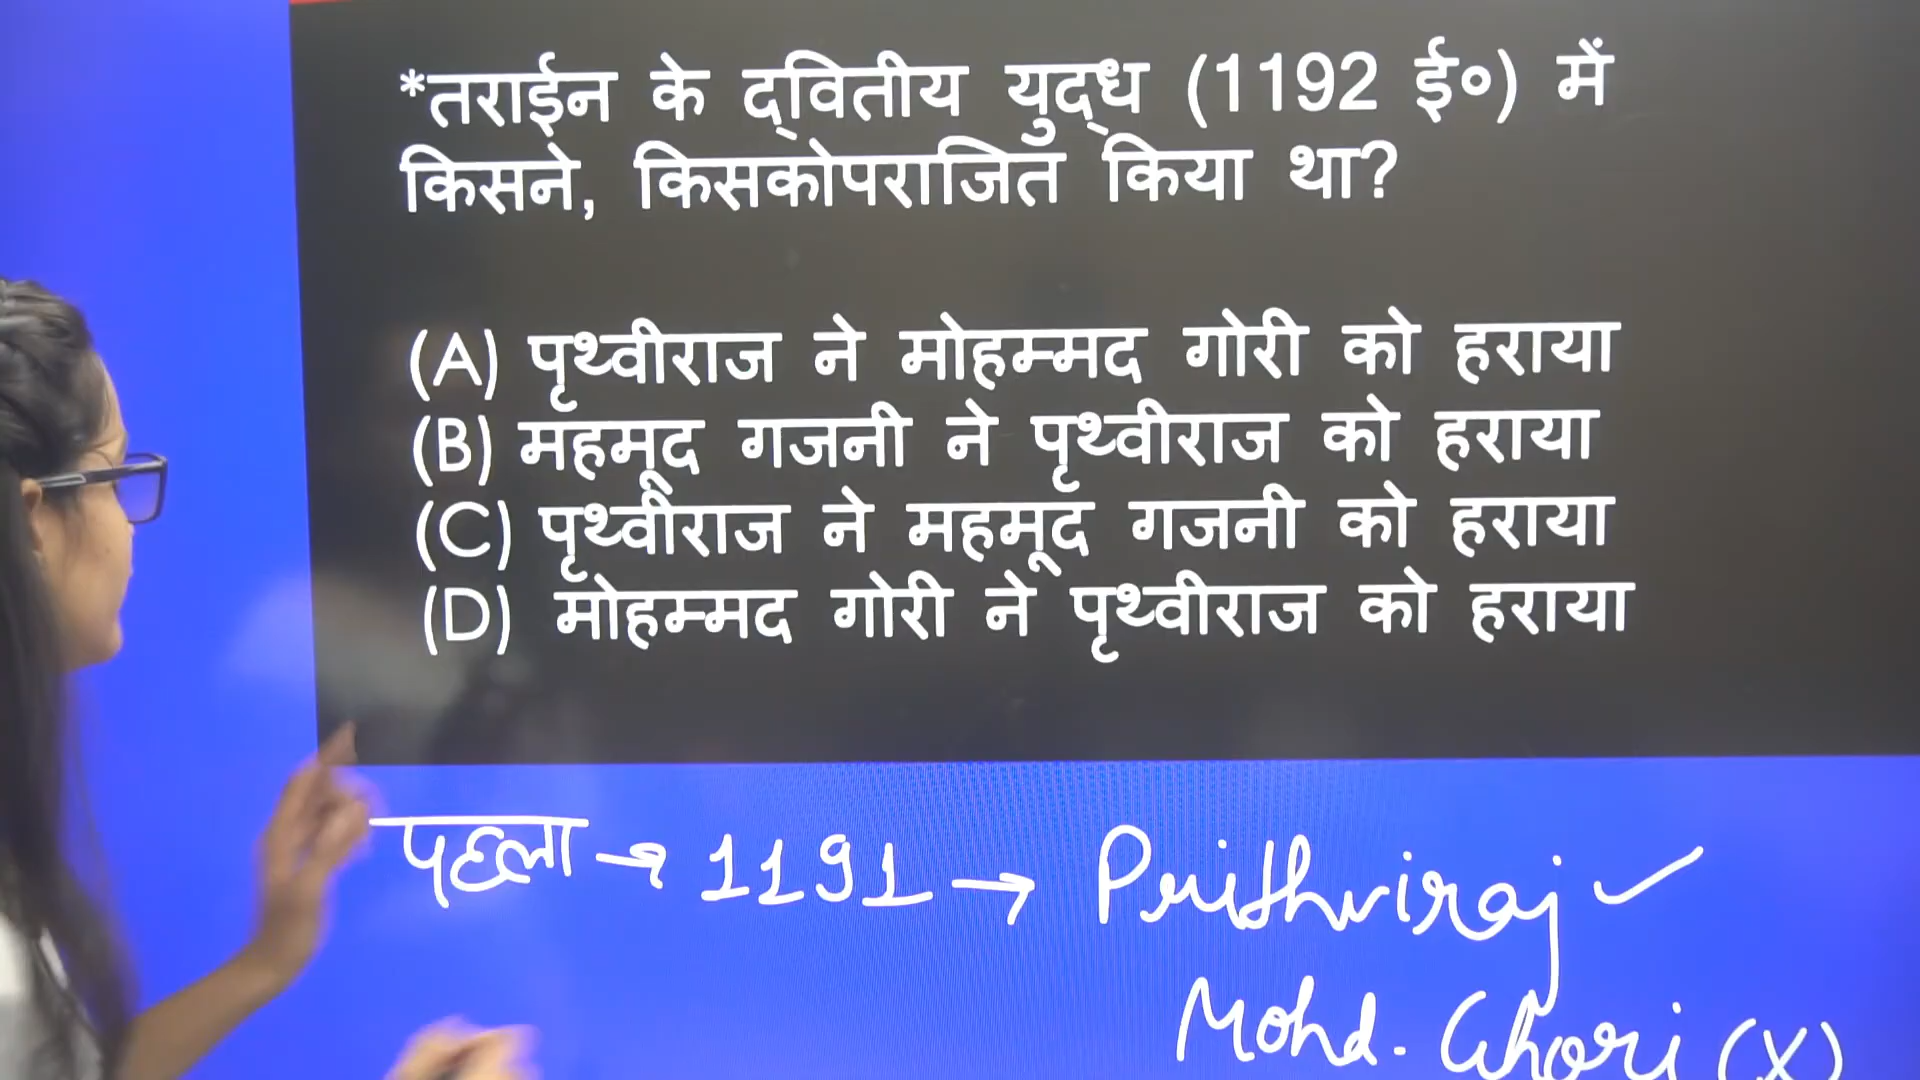 *तराईन के द्वितीय युद्ध (1192 ई०) में
किसने, किसकोपराजित किया था?
(A) पृथ्वीराज ने मोहम्मद गोरी को हराया
(B) महमूद गजनी ने पृथ्वीराज को हराया
(C) पृथ्वीराज ने महमूद गजनी को हराया
(D) मोहम्मद गोरी ने पृथ्वीराज को हराया
पहला → 1191 → Prithviraj ✓
Mohd. Ghori (X)